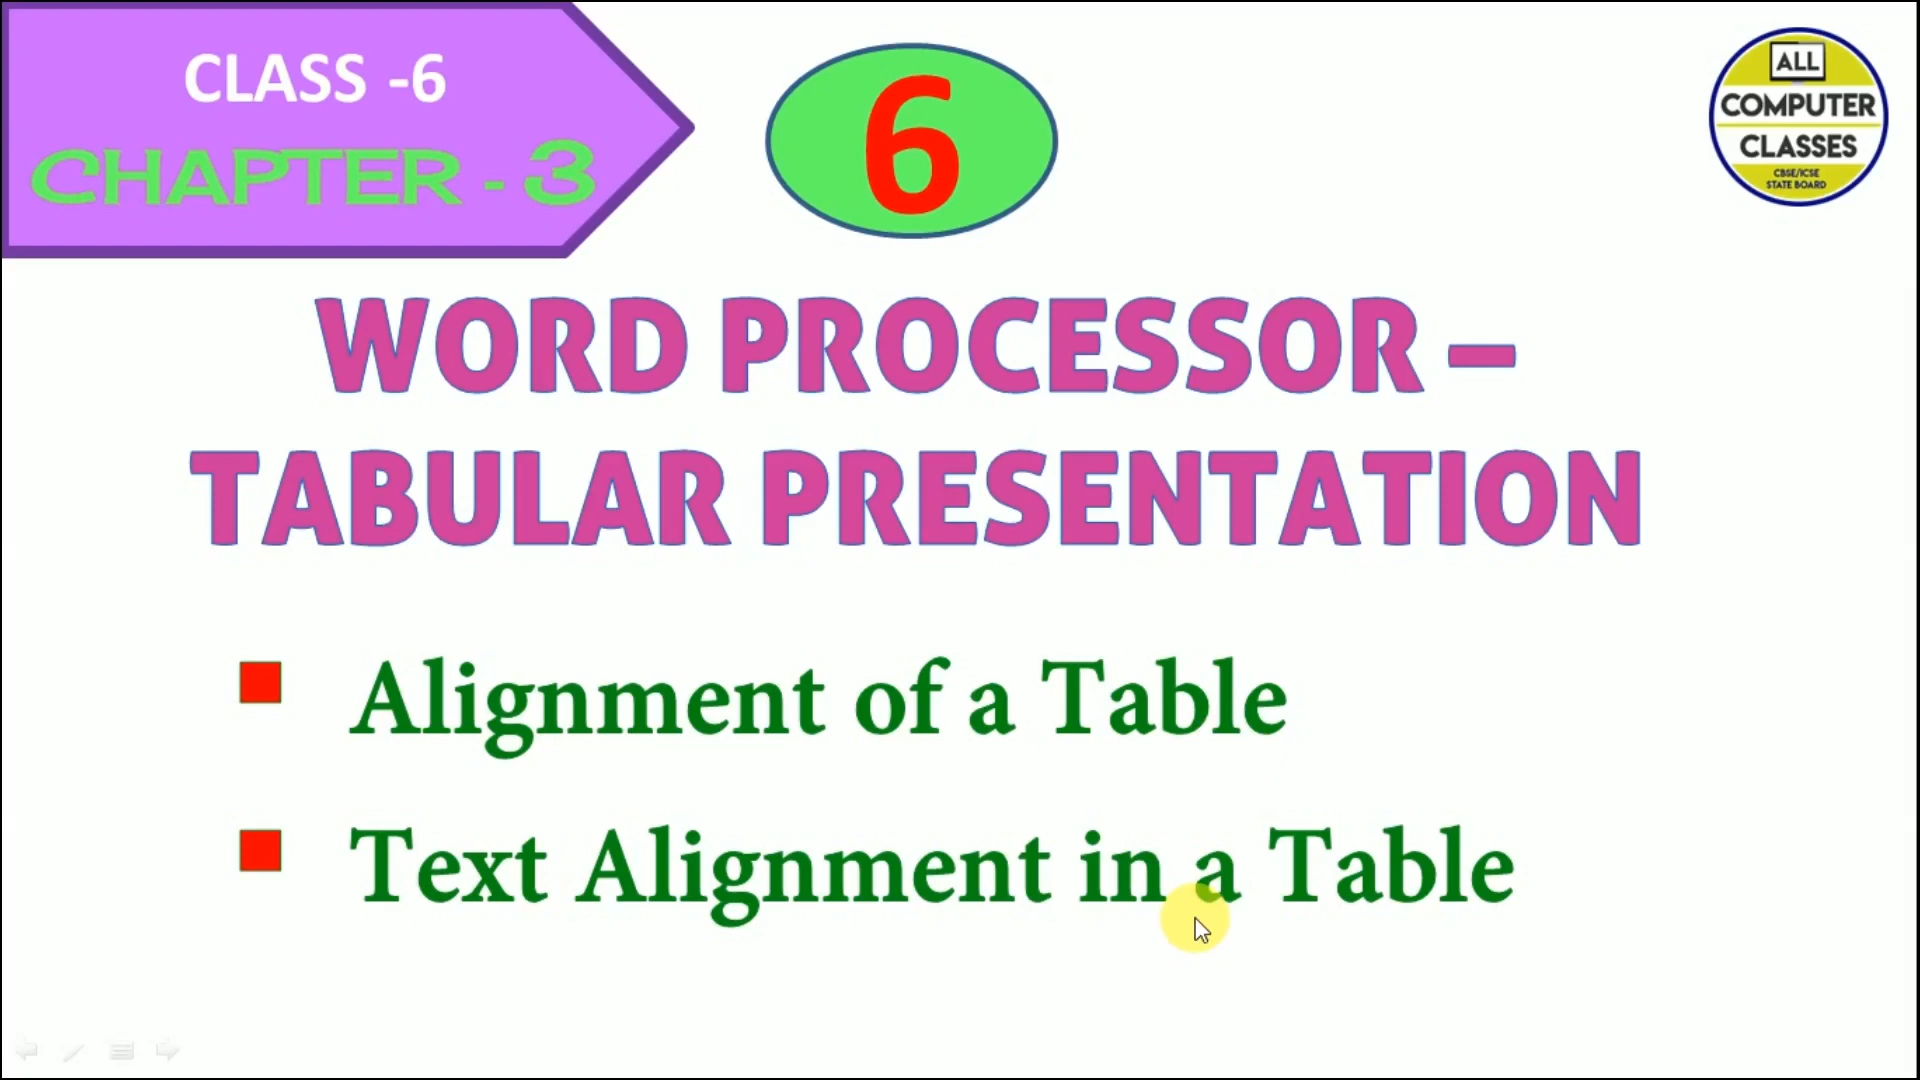 CLASS -6
CHAPTER - 3
6
ALL
COMPUTER
CLASSES
CBSE/ICSE
STATE BOARD
WORD PROCESSOR –
TABULAR PRESENTATION
▪ Alignment of a Table
▪ Text Alignment in a Table